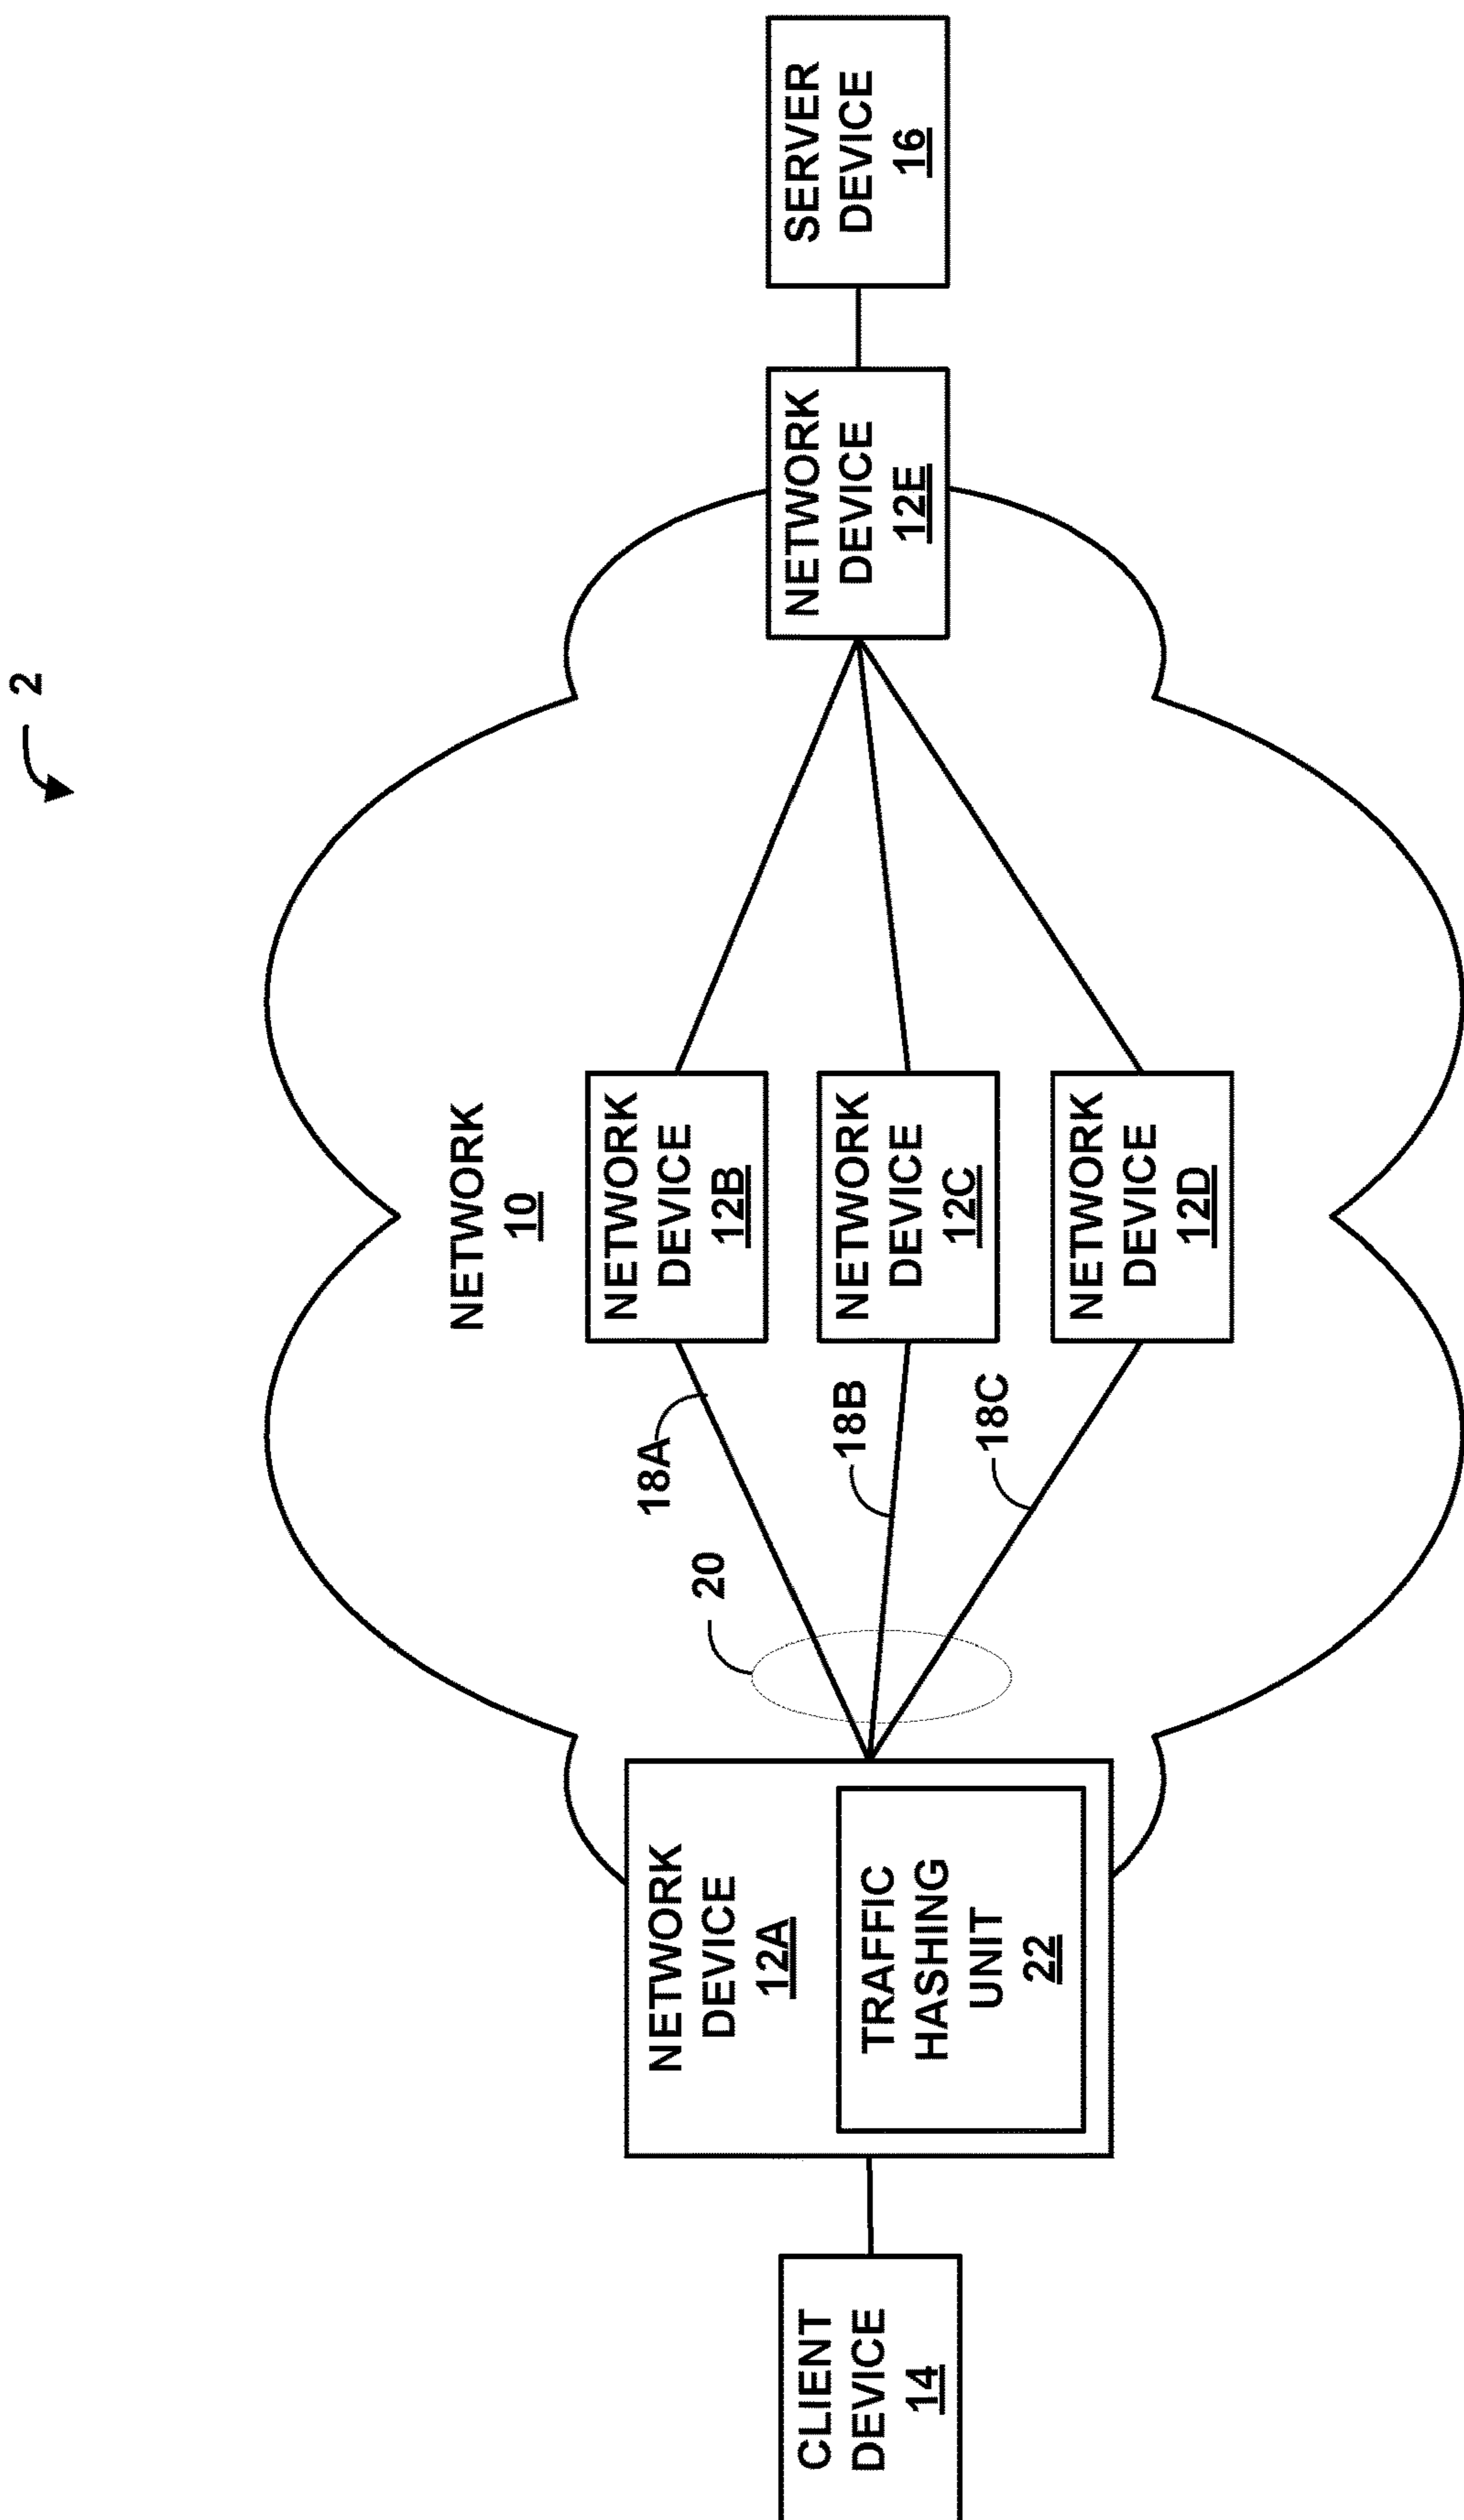 2
NETWORK
10
CLIENT
DEVICE
14
NETWORK
DEVICE
12A
TRAFFIC
HASHING
UNIT
22
20
18A
18B
18C
NETWORK
DEVICE
12B
NETWORK
DEVICE
12C
NETWORK
DEVICE
12D
NETWORK
DEVICE
12E
SERVER
DEVICE
16